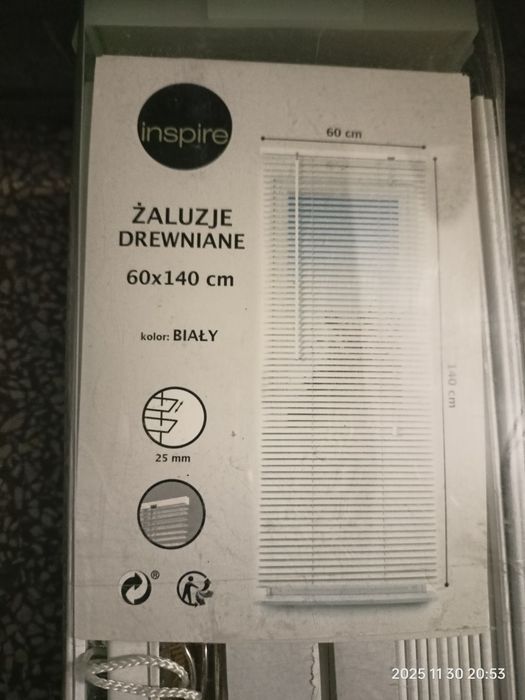 inspire
60 cm
ŻALUZJE
DREWNIANE
60x140 cm
kolor: BIAŁY
140 cm
25 mm
®
2025 11 30 20:53